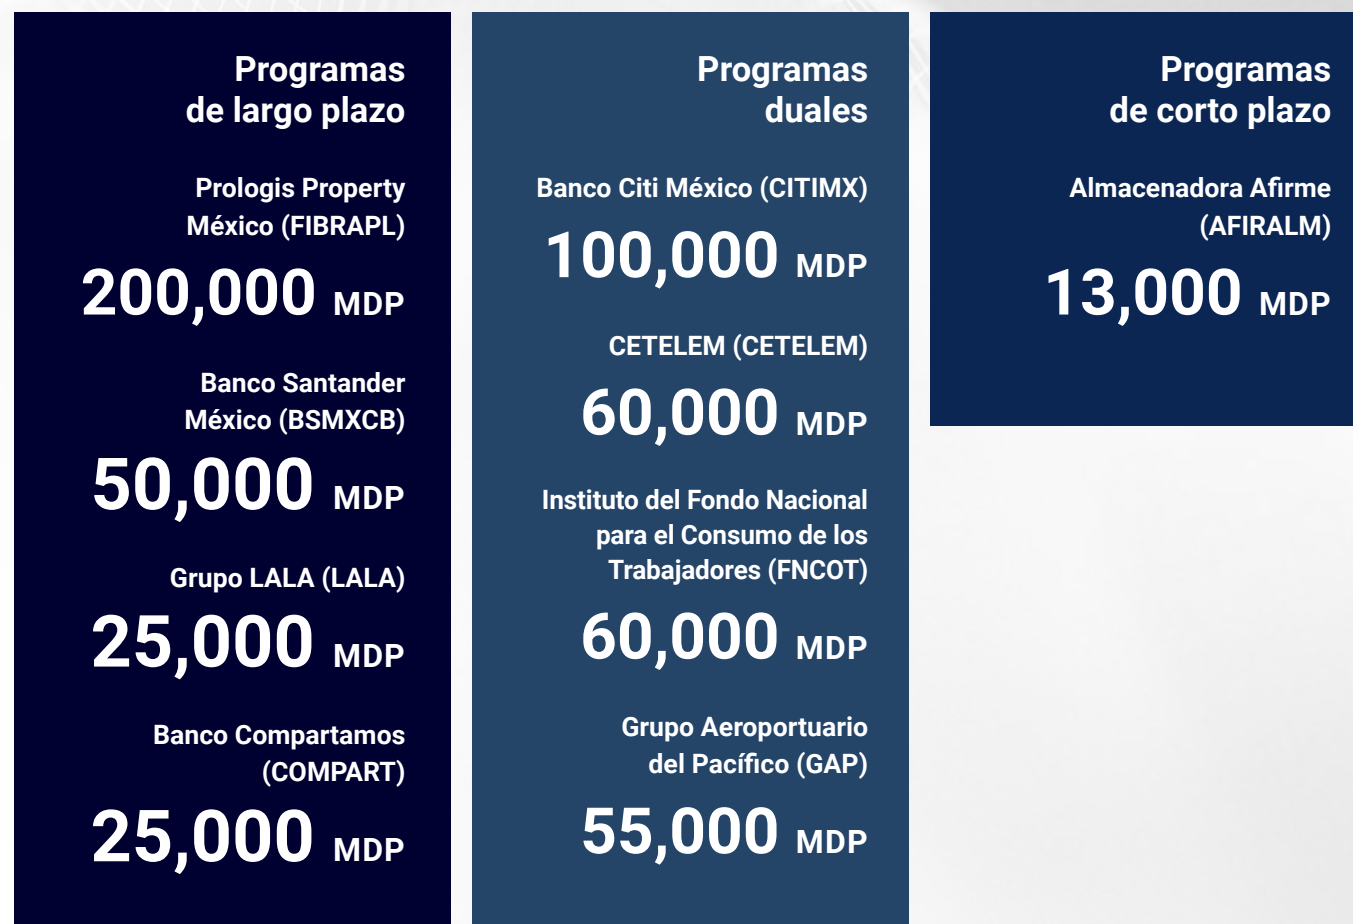 Programas
de largo plazo
Prologis Property
México (FIBRAPL)
200,000 MDP
Banco Santander
México (BSMXCB)
50,000 MDP
Grupo LALA (LALA)
25,000 MDP
Banco Compartamos
(COMPART)
25,000 MDP
Programas
duales
Banco Citi México (CITIMX)
100,000 MDP
CETELEM (CETELEM)
60,000 MDP
Instituto del Fondo Nacional
para el Consumo de los
Trabajadores (FNCOT)
60,000 MDP
Grupo Aeroportuario
del Pacífico (GAP)
55,000 MDP
Programas
de corto plazo
Almacenadora Afirme
(AFIRALM)
13,000 MDP